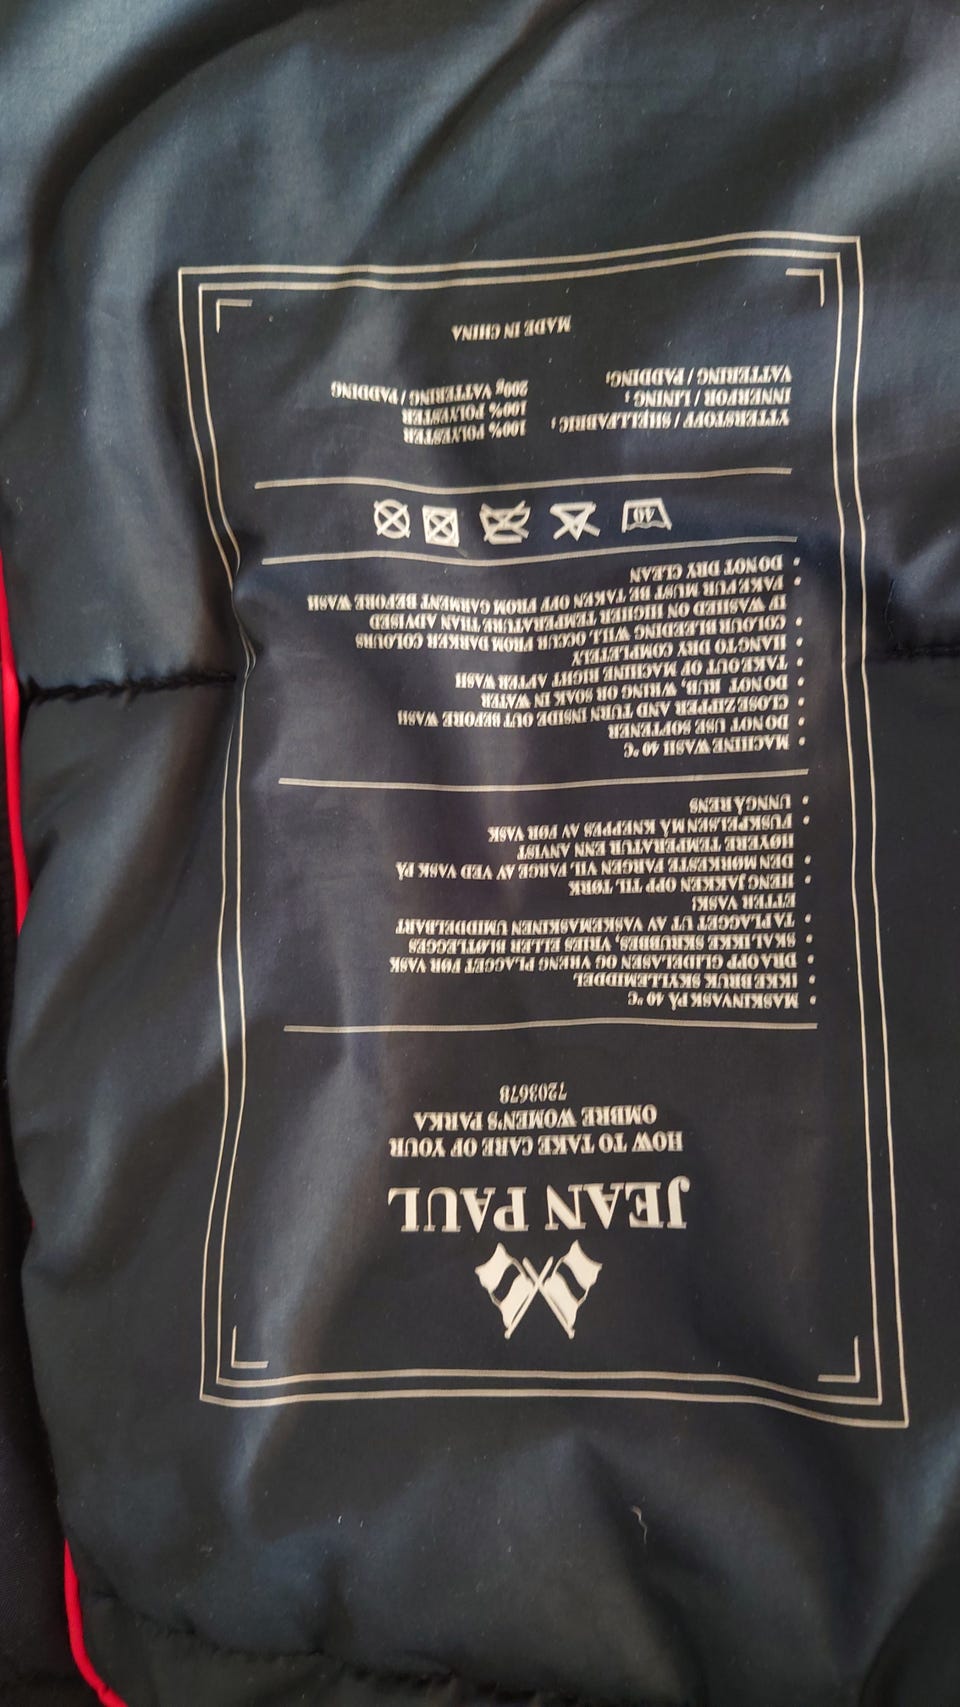 JEAN PAUL
HOW TO TAKE CARE OF YOUR
OMBRE WOMEN'S PARKA
7203678
• MASKINVASK PÅ 40 °C
• IKKE BRUK SKYLLEMIDDEL
• DRA OPP GLIDELÅSEN OG VRENG PLAGGET FØR VASK
• SKAL IKKE SKRUBBES, VRIES ELLER BLØTLEGGES
• TA PLAGGET UT AV VASKEMASKINEN UMIDDELBART
ETTER VASK!
• HENG JAKKEN OPP TIL TØRK
• DEN MØRKESTE FARGEN VIL FARGE AV VED VASK PÅ
HØYERE TEMPERATUR ENN ANVIST
• FUSKPELSEN MÅ KNEPPES AV FØR VASK
• UNNGÅ RENS
• MACHINE WASH 40 °C
• DO NOT USE SOFTENER
• CLOSE ZIPPER AND TURN INSIDE OUT BEFORE WASH
• DO NOT RUB, WRING OR SOAK IN WATER
• TAKE OUT OF MACHINE RIGHT AFTER WASH
• HANG TO DRY COMPLETELY
• COLOUR BLEEDING WILL OCCUR FROM DARKER COLOURS
IF WASHED ON HIGHER TEMPERATURE THAN ADVISED
• FAKE FUR MUST BE TAKEN OFF FROM GARMENT BEFORE WASH
• DO NOT DRY CLEAN
40
YTTERSTOFF / SHELLFABRIC : 100% POLYESTER
INNERFOR / LINING : 100% POLYESTER
VATTERING / PADDING: 200g VATTERING / PADDING
MADE IN CHINA